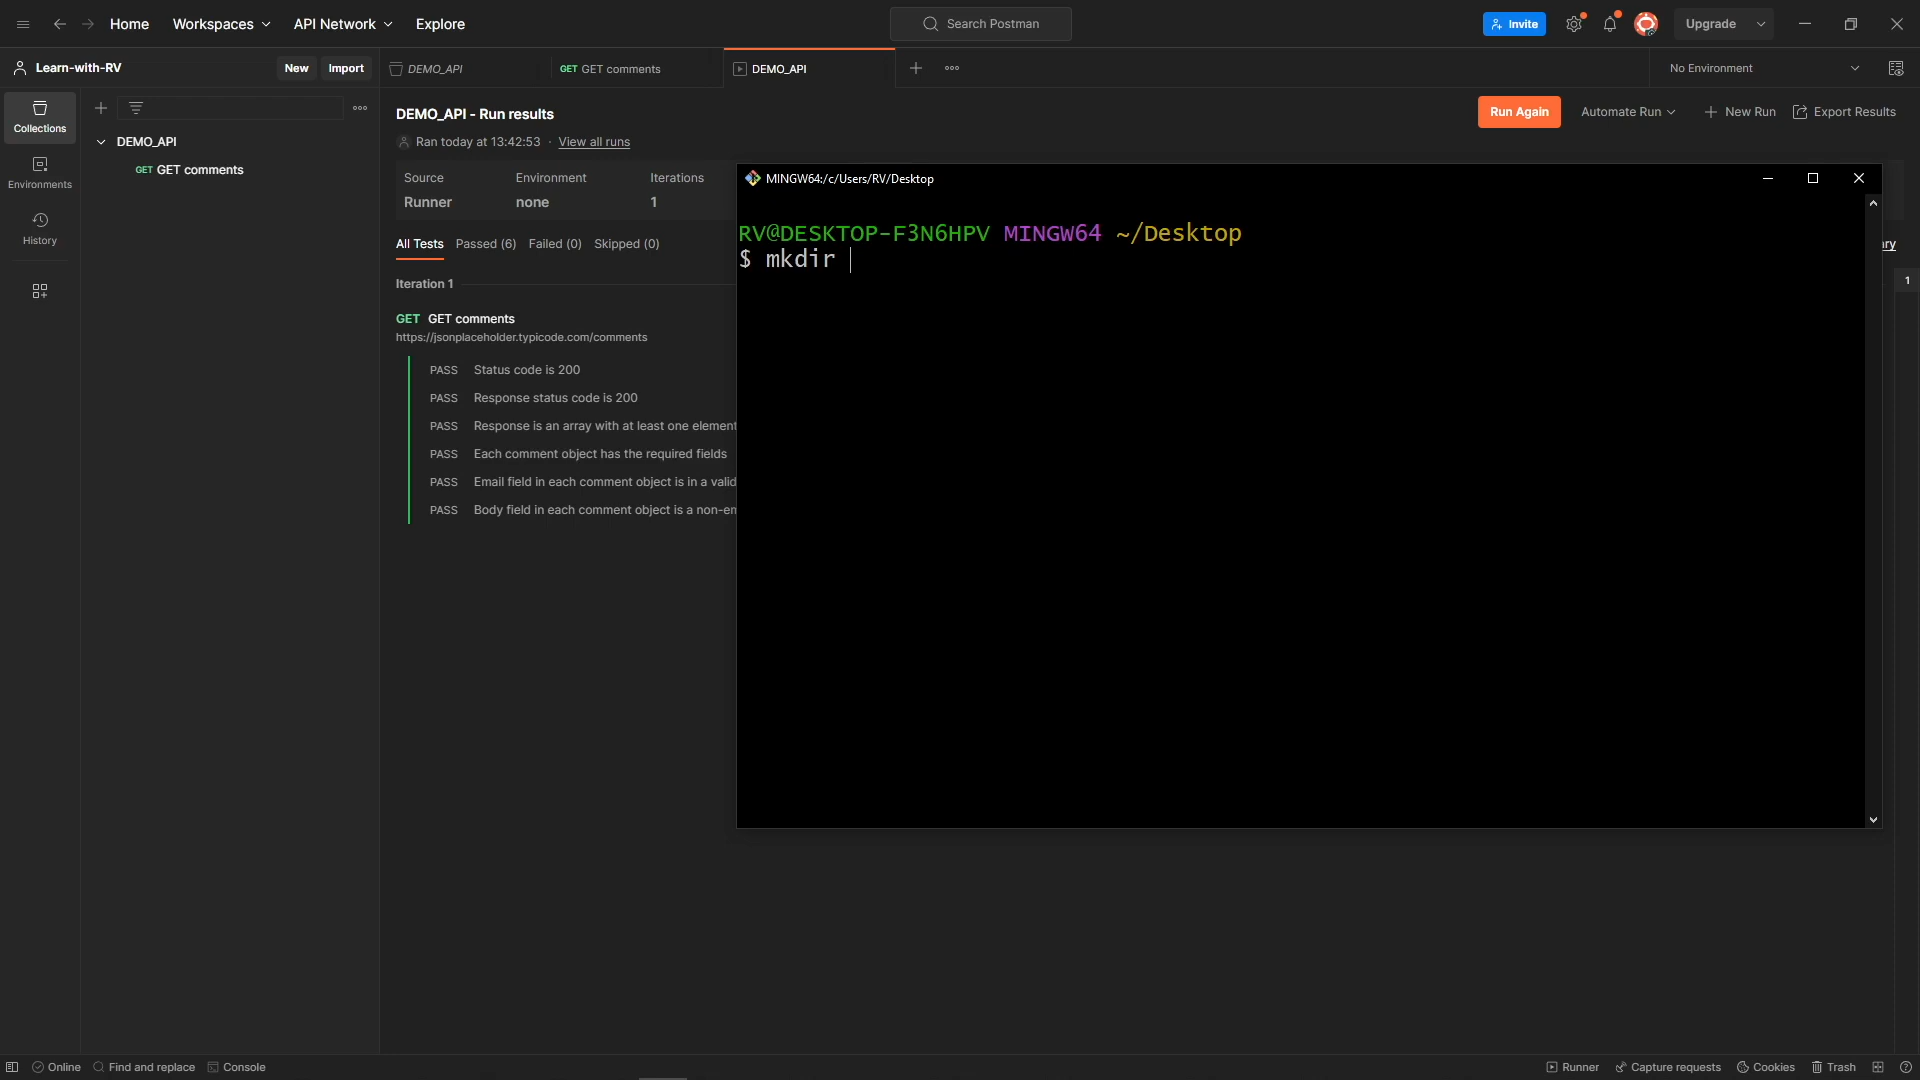 Home Workspaces API Network Explore Search Postman Invite Upgrade
Learn-with-RV New Import DEMO_API GET GET comments DEMO_API No Environment
Collections
Environments
History
DEMO_API
GET GET comments
DEMO_API - Run results Run Again Automate Run New Run Export Results
Ran today at 13:42:53 · View all runs
Source Environment Iterations
Runner none 1
All Tests Passed (6) Failed (0) Skipped (0)
Iteration 1
1
GET GET comments
https://jsonplaceholder.typicode.com/comments
PASS Status code is 200
PASS Response status code is 200
PASS Response is an array with at least one element
PASS Each comment object has the required fields
PASS Email field in each comment object is in a valid
PASS Body field in each comment object is a
MINGW64:/c/Users/RV/Desktop
RV@DESKTOP-F3N6HPV MINGW64 ~/Desktop
$ mkdir
Online Find and replace Console Runner Capture requests Cookies Trash